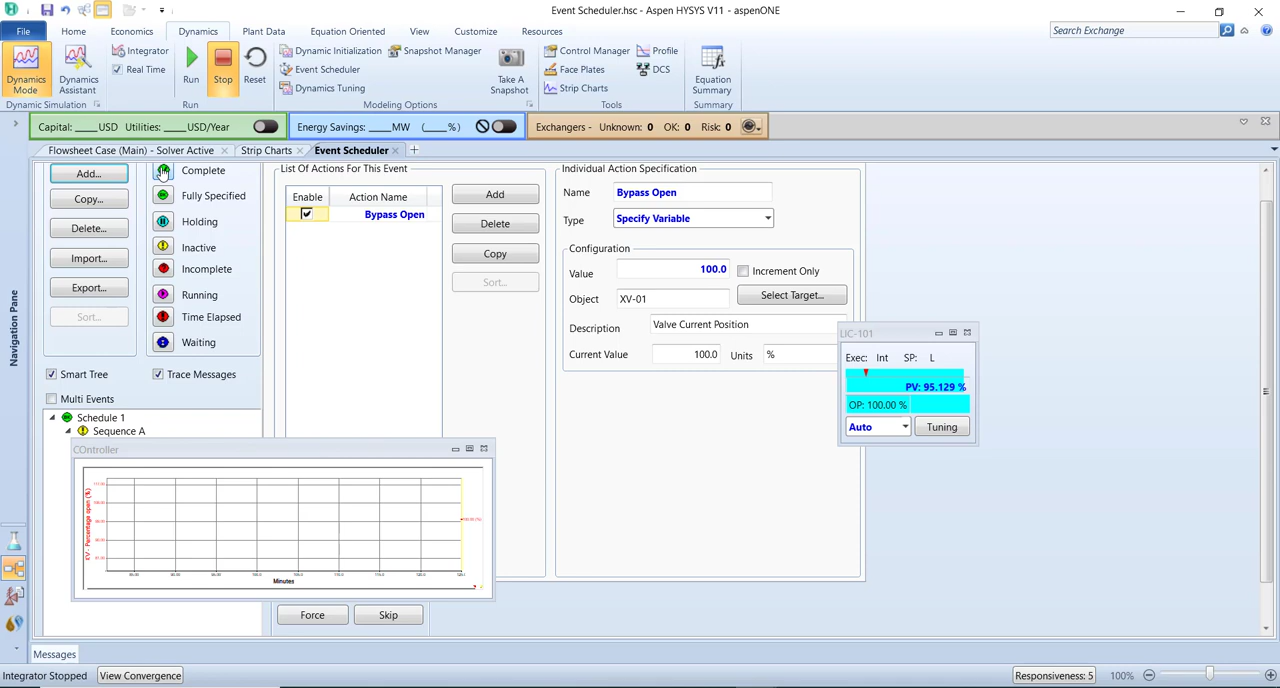 Event Scheduler.hsc - Aspen HYSYS V11 - aspenONE
File Home Economics Dynamics Plant Data Equation Oriented View Customize Resources
Search Exchange
Dynamics Mode
Dynamics Assistant
Integrator
Real Time
Run
Stop
Reset
Dynamic Initialization
Snapshot Manager
Event Scheduler
Dynamics Tuning
Take A Snapshot
Control Manager
Profile
Face Plates
DCS
Strip Charts
Equation Summary
Dynamic Simulation
Run
Modeling Options
Tools
Summary
Capital: ____USD Utilities: ____USD/Year
Energy Savings: ____MW (____%)
Exchangers - Unknown: 0 OK: 0 Risk: 0
Flowsheet Case (Main) - Solver Active
Strip Charts
Event Scheduler
Navigation Pane
Add...
Copy...
Delete...
Import...
Export...
Sort...
Complete
Fully Specified
Holding
Inactive
Incomplete
Running
Time Elapsed
Waiting
Smart Tree
Trace Messages
Multi Events
Schedule 1
Sequence A
List Of Actions For This Event
Enable Action Name
Bypass Open
Add
Delete
Copy
Sort...
Individual Action Specification
Name Bypass Open
Type Specify Variable
Configuration
Value 100.0 Increment Only
Object XV-01 Select Target...
Description Valve Current Position
Current Value 100.0 Units %
LIC-101
Exec: Int SP: L
PV: 95.129 %
OP: 100.00 %
Auto Tuning
COntroller
XV- Percentage open (%)
Minutes
Force
Skip
Messages
Integrator Stopped
View Convergence
Responsiveness: 5
100%